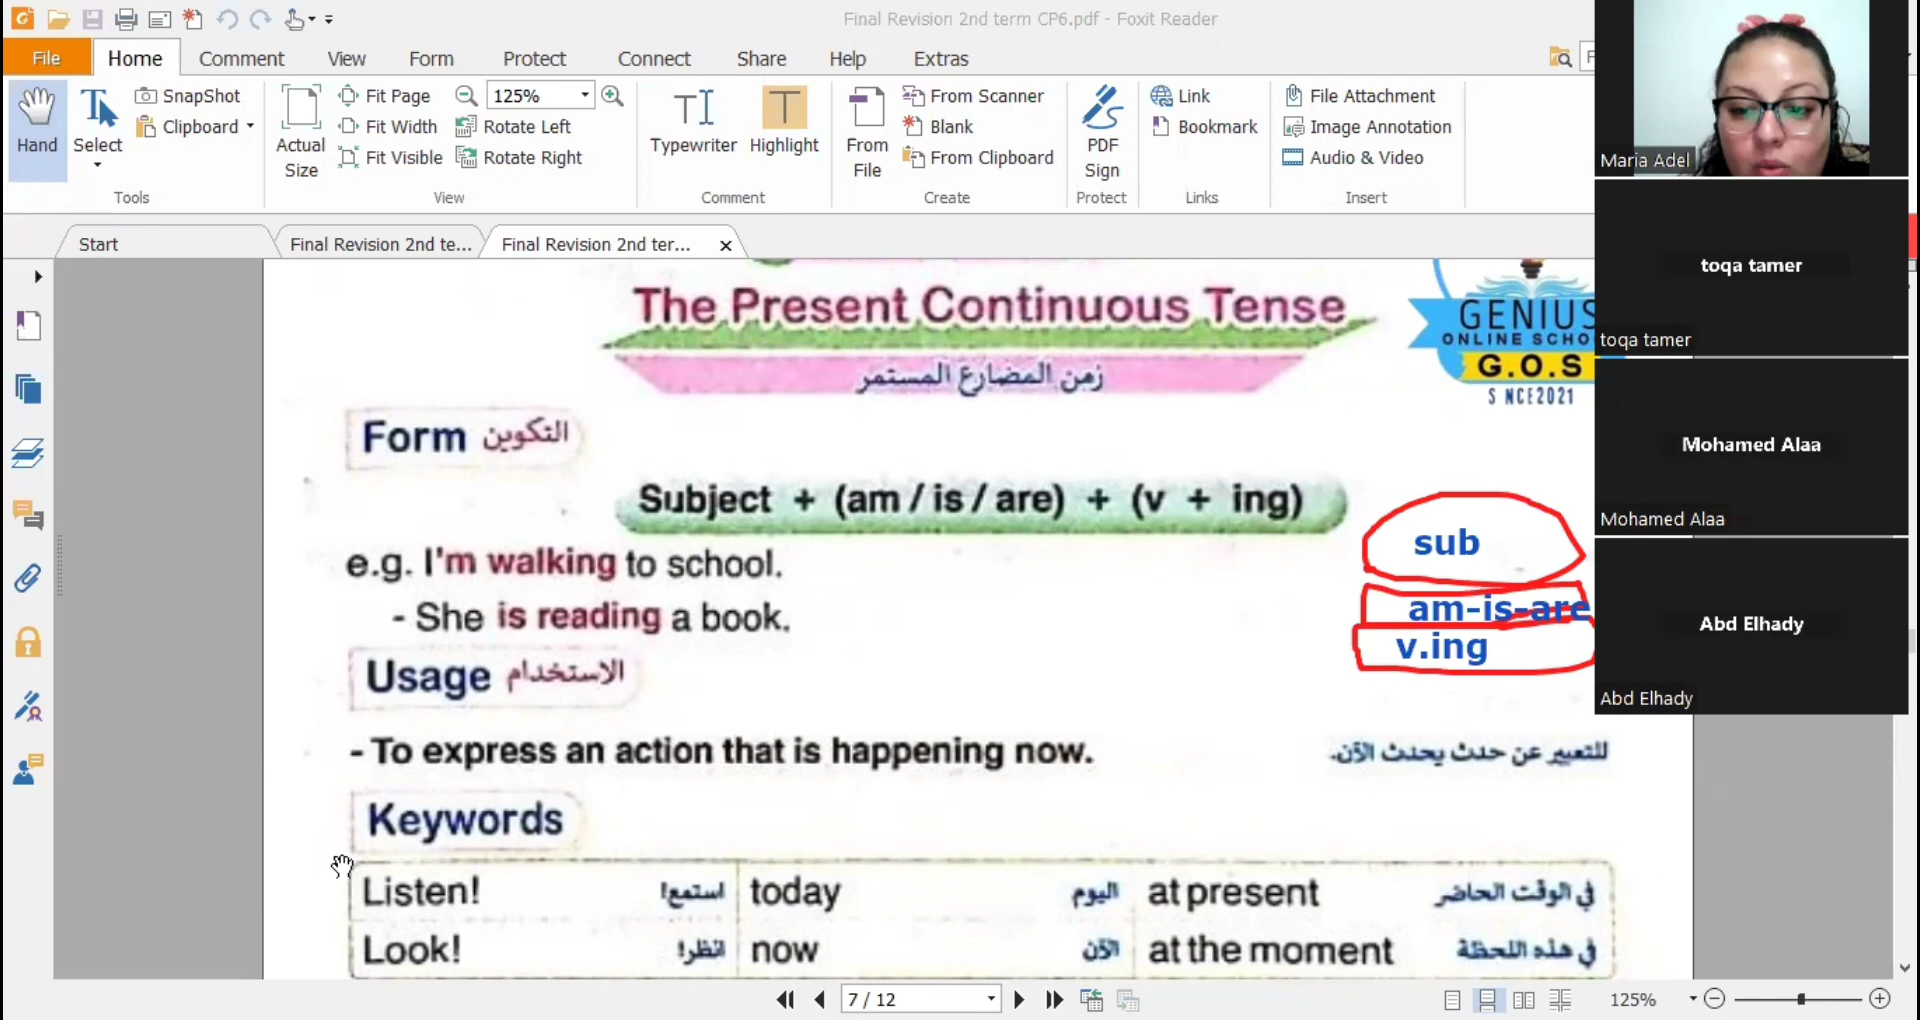 Final Revision 2nd term CP6.pdf - Foxit Reader
File Home Comment View Form Protect Connect Share Help Extras
Hand
Select
SnapShot
Clipboard
Tools
Actual Size
Fit Page
Fit Width
Fit Visible
125%
Rotate Left
Rotate Right
View
Typewriter
Highlight
Comment
From File
From Scanner
Blank
From Clipboard
Create
PDF Sign
Protect
Link
Bookmark
Links
File Attachment
Image Annotation
Audio & Video
Insert
Start
Final Revision 2nd te...
Final Revision 2nd ter...
The Present Continuous Tense
زمن المضارع المستمر
GENIUS
ONLINE SCHO
G.O.S
S NCE2021
Form التكوين
Subject + (am / is / are) + (v + ing)
e.g. I'm walking to school.
- She is reading a book.
sub
am-is-are
v.ing
Usage الاستخدام
- To express an action that is happening now. للتعبير عن حدث يحدث الآن.
Keywords
Listen! استمع! today اليوم at present في الوقت الحاضر
Look! انظر! now الآن at the moment في هذه اللحظة
7 / 12
125%
Maria Adel
toqa tamer
toqa tamer
Mohamed Alaa
Mohamed Alaa
Abd Elhady
Abd Elhady